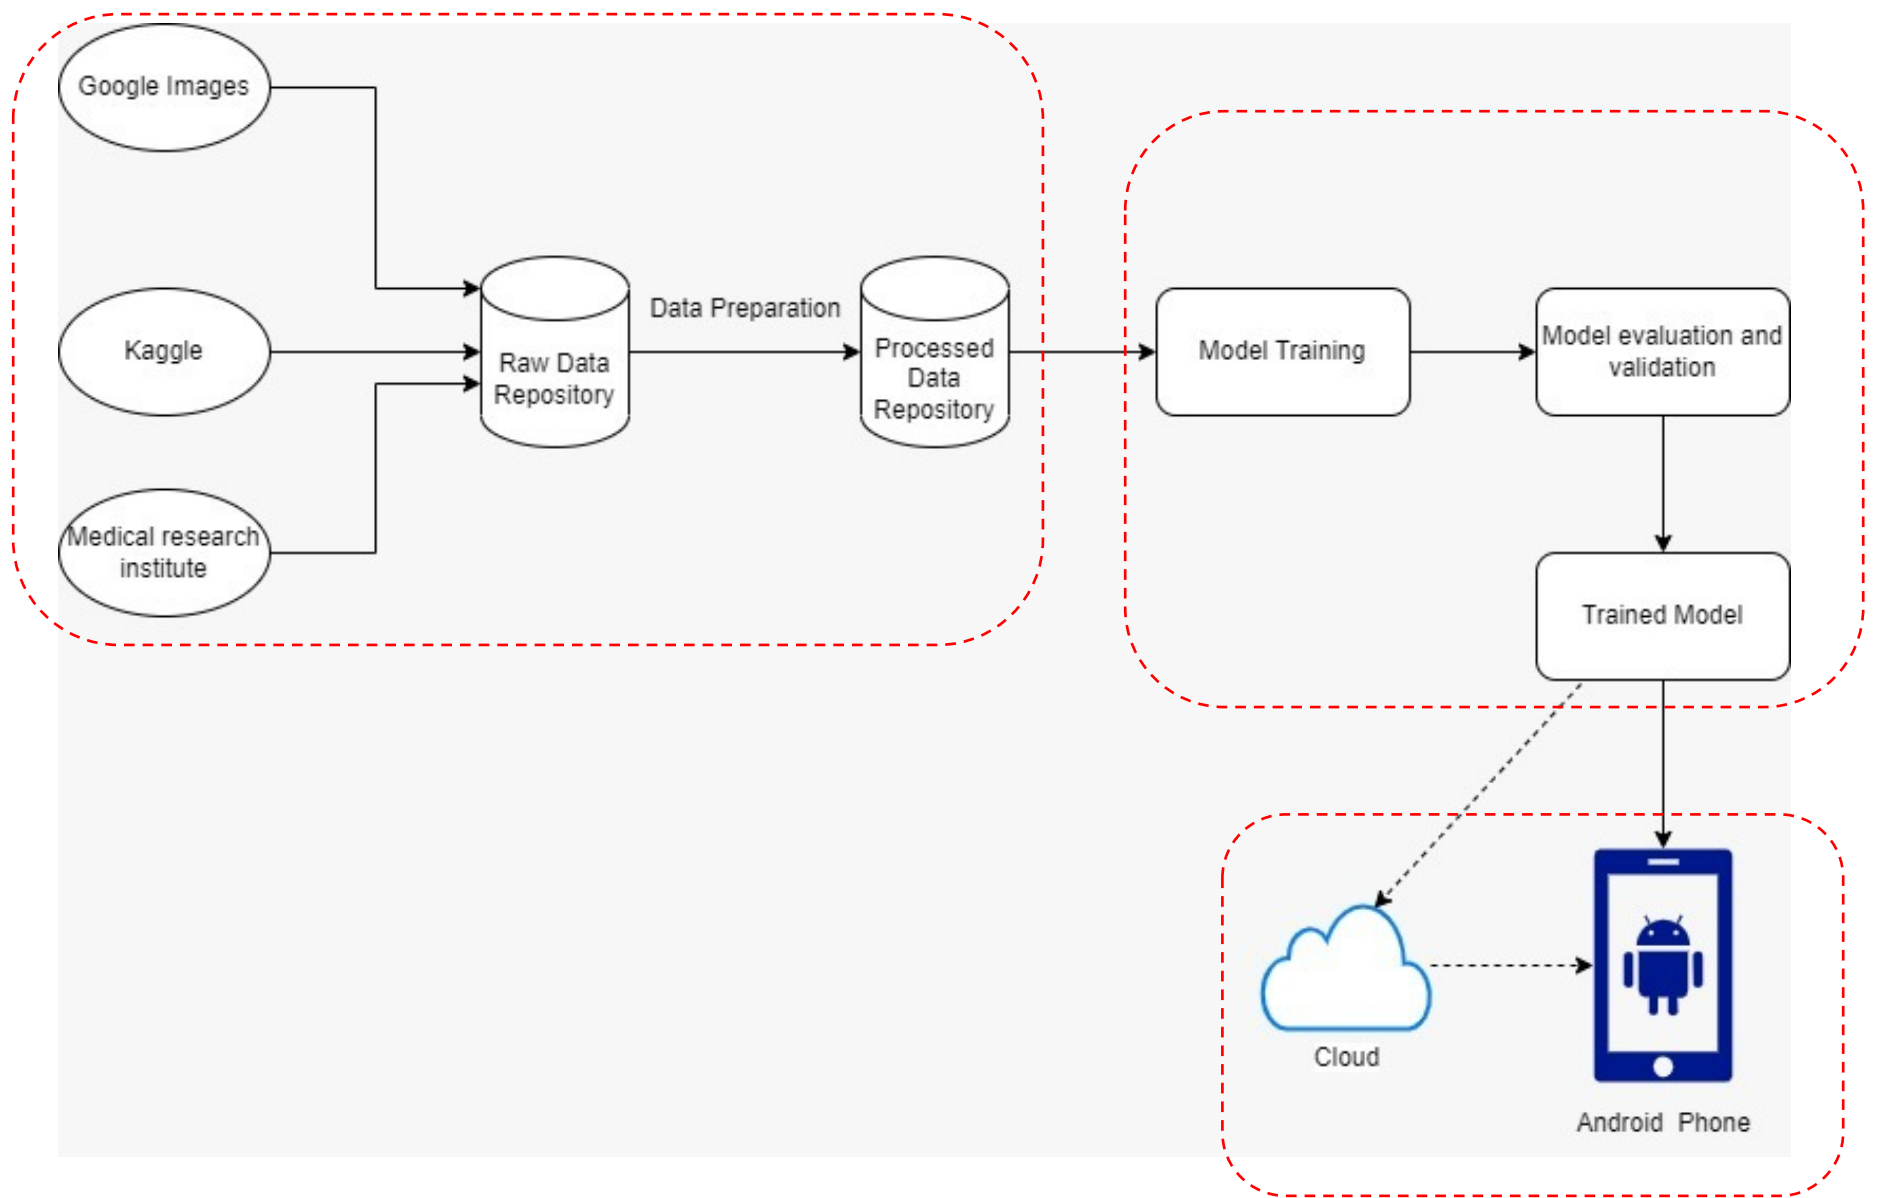 Google Images
Kaggle
Medical research
institute
Raw Data
Repository
Data Preparation
Processed
Data
Repository
Model Training
Model evaluation and
validation
Trained Model
Cloud
Android Phone